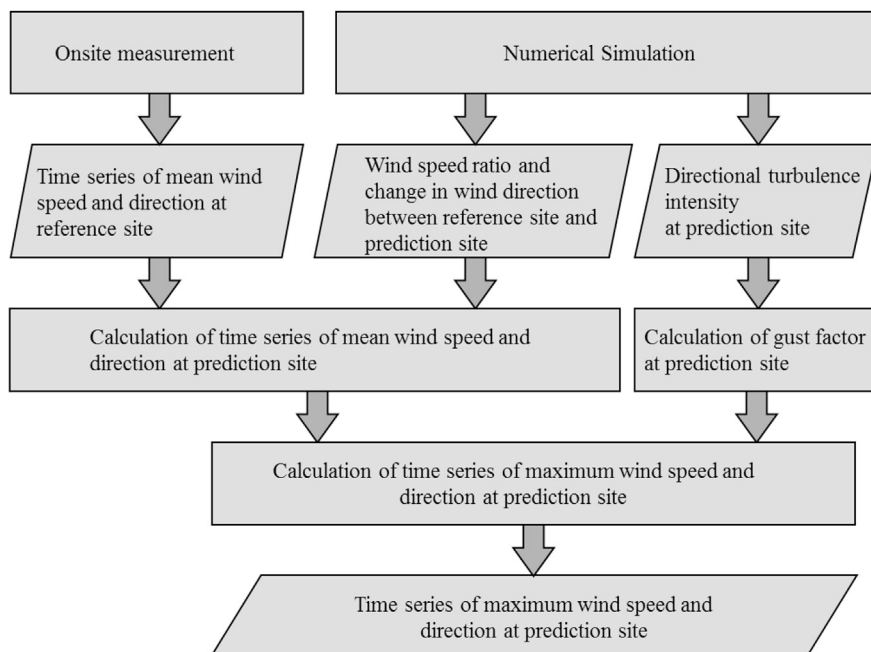 Onsite measurement
Numerical Simulation
Time series of mean wind
speed and direction at
reference site
Wind speed ratio and
change in wind direction
between reference site and
prediction site
Directional turbulence
intensity
at prediction site
Calculation of time series of mean wind speed and
direction at prediction site
Calculation of gust factor
at prediction site
Calculation of time series of maximum wind speed and
direction at prediction site
Time series of maximum wind speed and
direction at prediction site